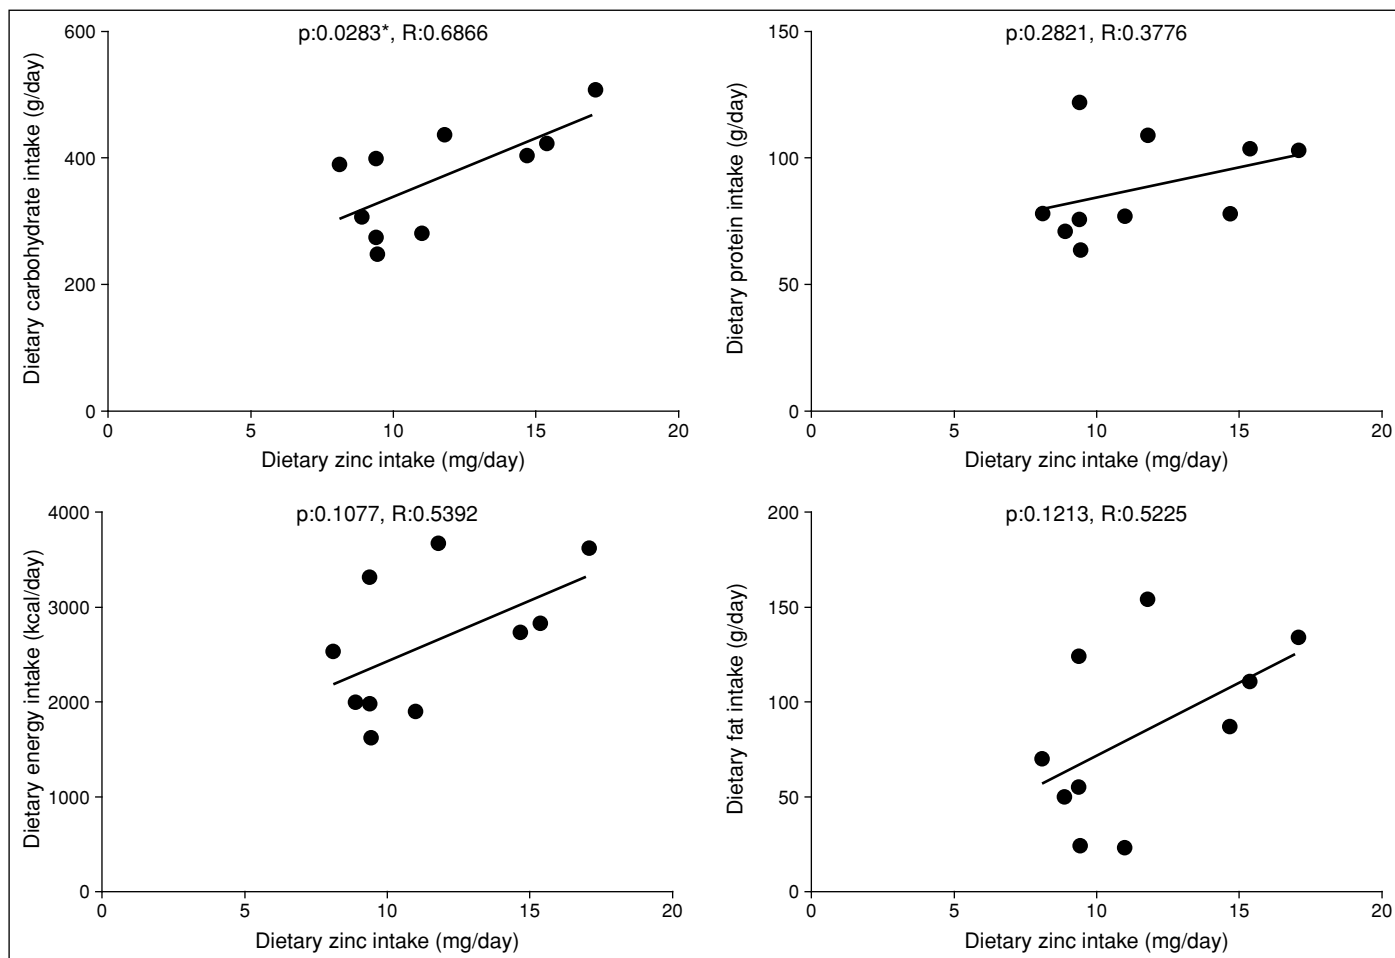 p:0.0283*, R:0.6866
600
400
200
0
Dietary carbohydrate intake (g/day)
0 5 10 15 20
Dietary zinc intake (mg/day)
p:0.2821, R:0.3776
150
100
50
0
Dietary protein intake (g/day)
0 5 10 15 20
Dietary zinc intake (mg/day)
p:0.1077, R:0.5392
4000
3000
2000
1000
0
Dietary energy intake (kcal/day)
0 5 10 15 20
Dietary zinc intake (mg/day)
p:0.1213, R:0.5225
200
150
100
50
0
Dietary fat intake (g/day)
0 5 10 15 20
Dietary zinc intake (mg/day)